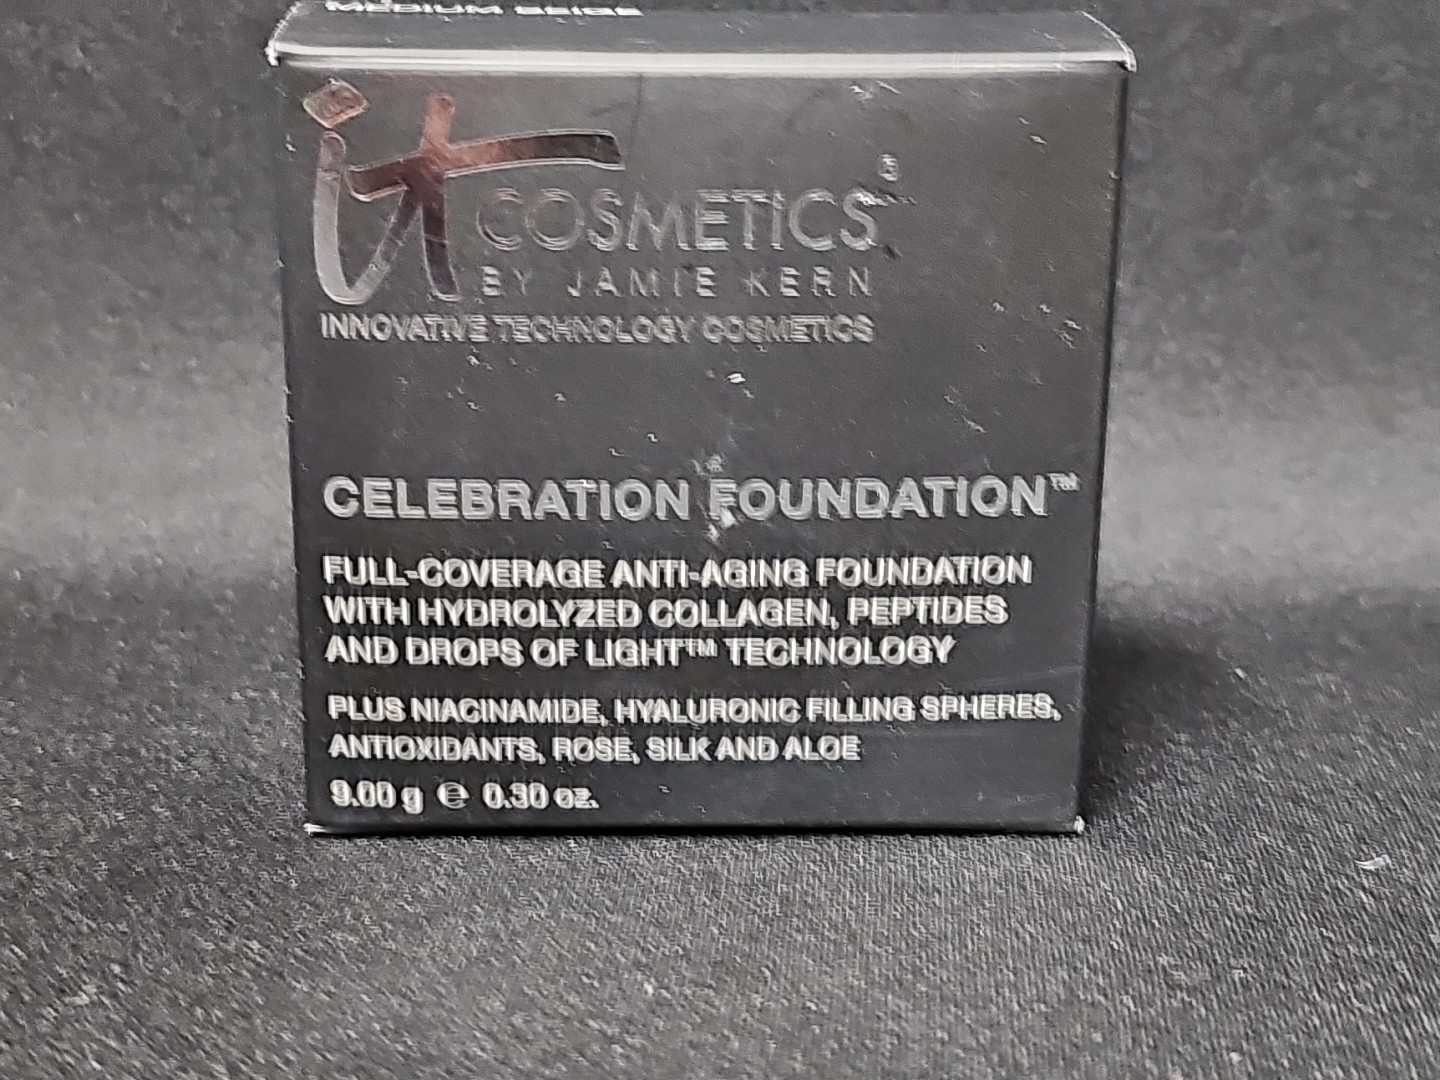 MEDIUM BEIGE
it COSMETICS®
BY JAMIE KERN
INNOVATIVE TECHNOLOGY COSMETICS
CELEBRATION FOUNDATION™
FULL-COVERAGE ANTI-AGING FOUNDATION
WITH HYDROLYZED COLLAGEN, PEPTIDES
AND DROPS OF LIGHT™ TECHNOLOGY
PLUS NIACINAMIDE, HYALURONIC FILLING SPHERES,
ANTIOXIDANTS, ROSE, SILK AND ALOE
9.00 g ℮ 0.30 oz.